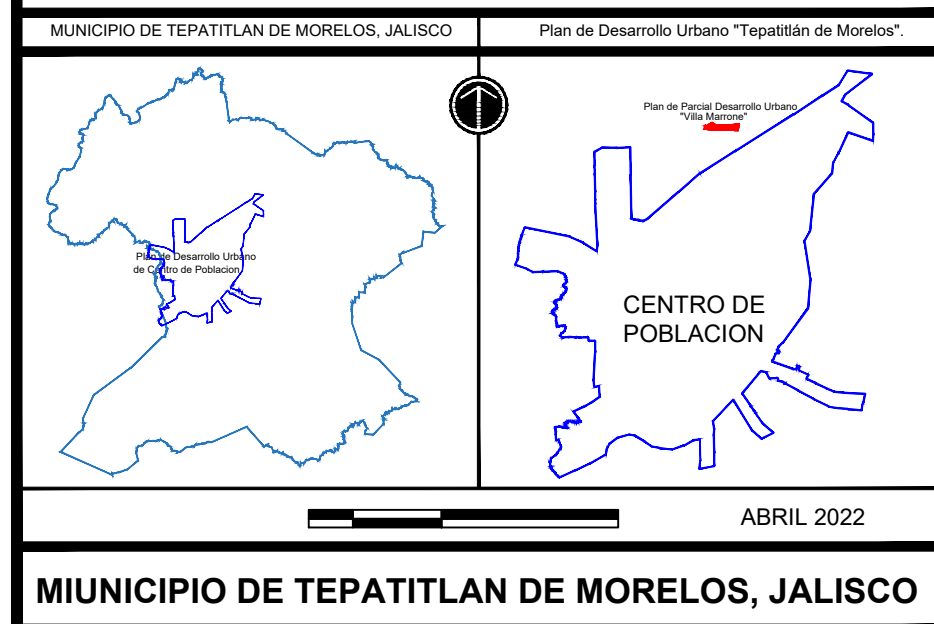 MUNICIPIO DE TEPATITLAN DE MORELOS, JALISCO
Plan de Desarrollo Urbano "Tepatitlán de Morelos".
Plan de Desarrollo Urbano
de Centro de Poblacion
Plan de Parcial Desarrollo Urbano
"Villa Marrone"
CENTRO DE
POBLACION
ABRIL 2022
MIUNICIPIO DE TEPATITLAN DE MORELOS, JALISCO